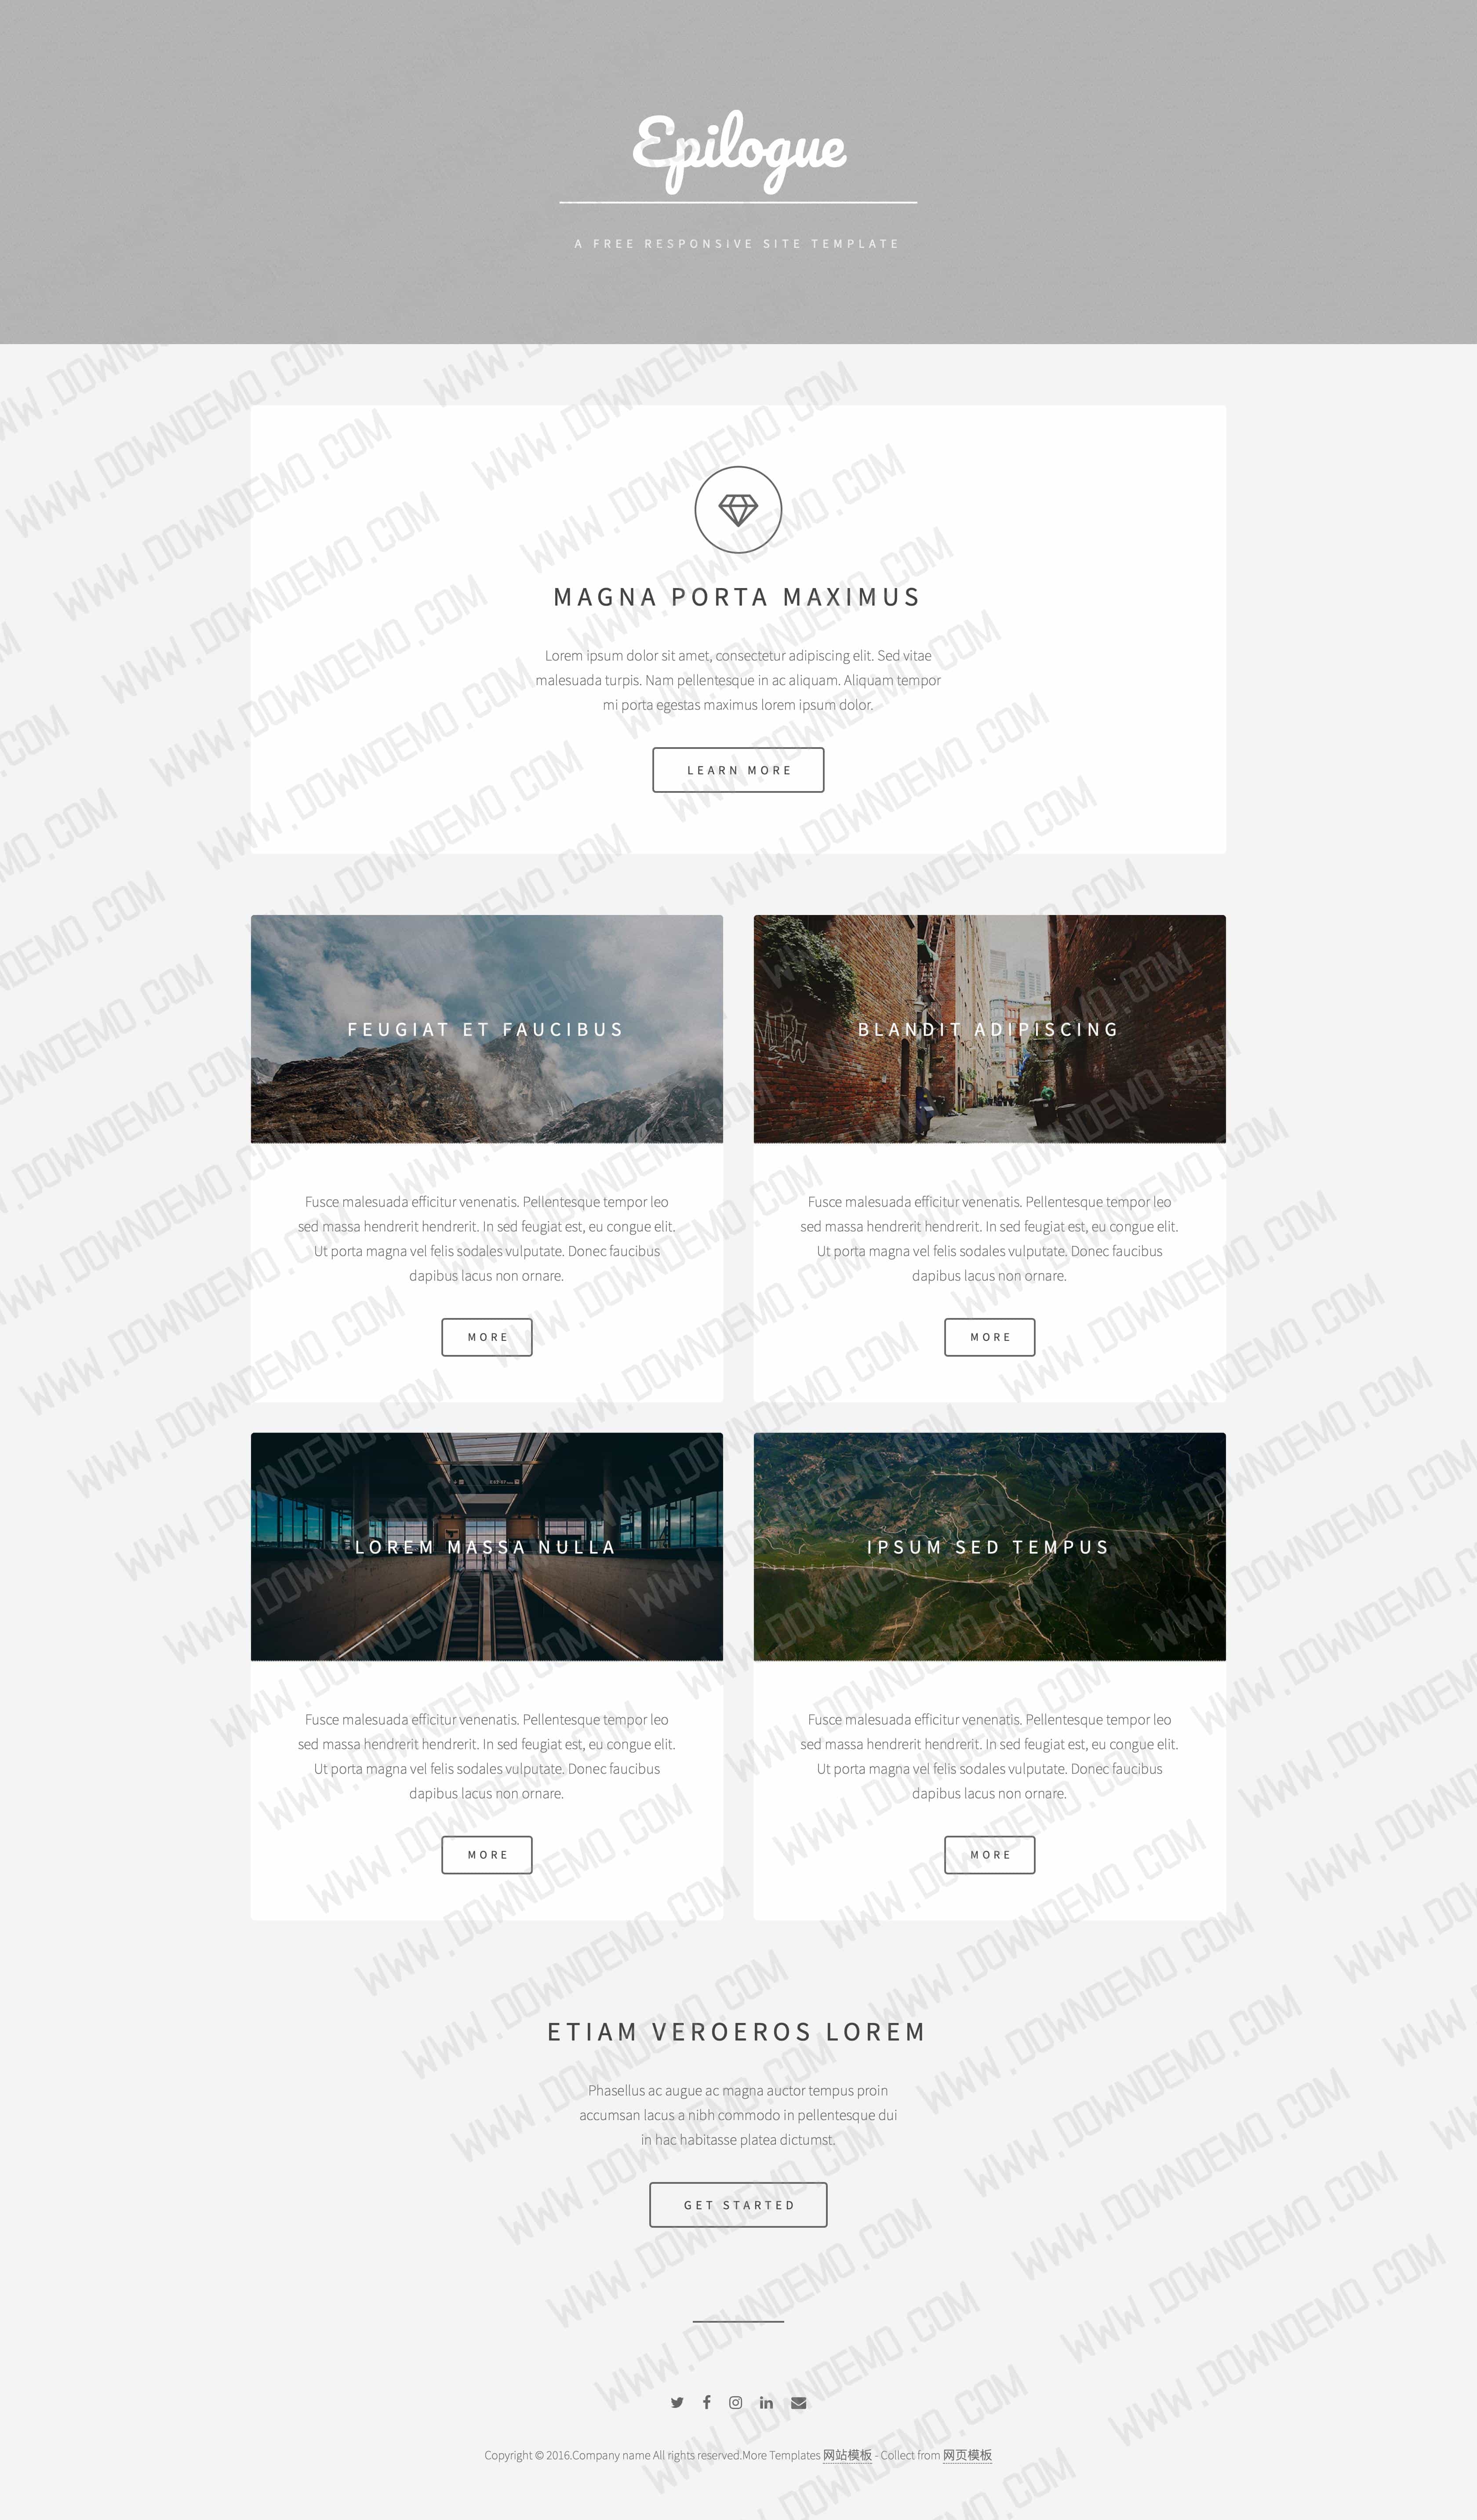 Epilogue
A FREE RESPONSIVE SITE TEMPLATE
MAGNA PORTA MAXIMUS
Lorem ipsum dolor sit amet, consectetur adipiscing elit. Sed vitae
malesuada turpis. Nam pellentesque in ac aliquam. Aliquam tempor
mi porta egestas maximus lorem ipsum dolor.
LEARN MORE
FEUGIAT ET FAUCIBUS
Fusce malesuada efficitur venenatis. Pellentesque tempor leo
sed massa hendrerit hendrerit. In sed feugiat est, eu congue elit.
Ut porta magna vel felis sodales vulputate. Donec faucibus
dapibus lacus non ornare.
MORE
BLANDIT ADIPISCING
Fusce malesuada efficitur venenatis. Pellentesque tempor leo
sed massa hendrerit hendrerit. In sed feugiat est, eu congue elit.
Ut porta magna vel felis sodales vulputate. Donec faucibus
dapibus lacus non ornare.
MORE
LOREM MASSA NULLA
Fusce malesuada efficitur venenatis. Pellentesque tempor leo
sed massa hendrerit hendrerit. In sed feugiat est, eu congue elit.
Ut porta magna vel felis sodales vulputate. Donec faucibus
dapibus lacus non ornare.
MORE
IPSUM SED TEMPUS
Fusce malesuada efficitur venenatis. Pellentesque tempor leo
sed massa hendrerit hendrerit. In sed feugiat est, eu congue elit.
Ut porta magna vel felis sodales vulputate. Donec faucibus
dapibus lacus non ornare.
MORE
ETIAM VEROEROS LOREM
Phasellus ac augue ac magna auctor tempus proin
accumsan lacus a nibh commodo in pellentesque dui
in hac habitasse platea dictumst.
GET STARTED
Copyright © 2016.Company name All rights reserved.More Templates 网站模板 - Collect from 网页模板
WWW.DOWNDEMO.COM